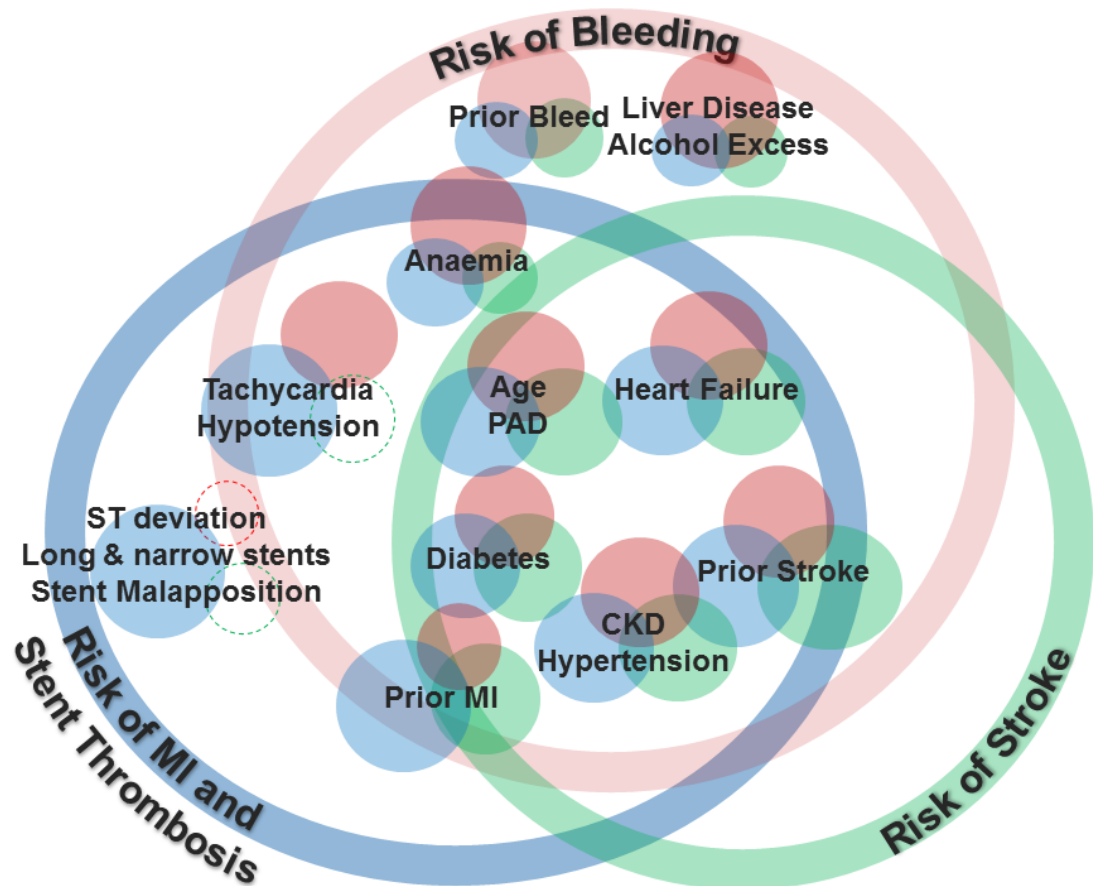 Risk of Bleeding
Prior Bleed
Liver Disease
Alcohol Excess
Anaemia
Tachycardia
Hypotension
Age
PAD
Heart Failure
ST deviation
Long & narrow stents
Stent Malapposition
Diabetes
Prior Stroke
CKD
Hypertension
Prior MI
Risk of MI and
Stent Thrombosis
Risk of Stroke